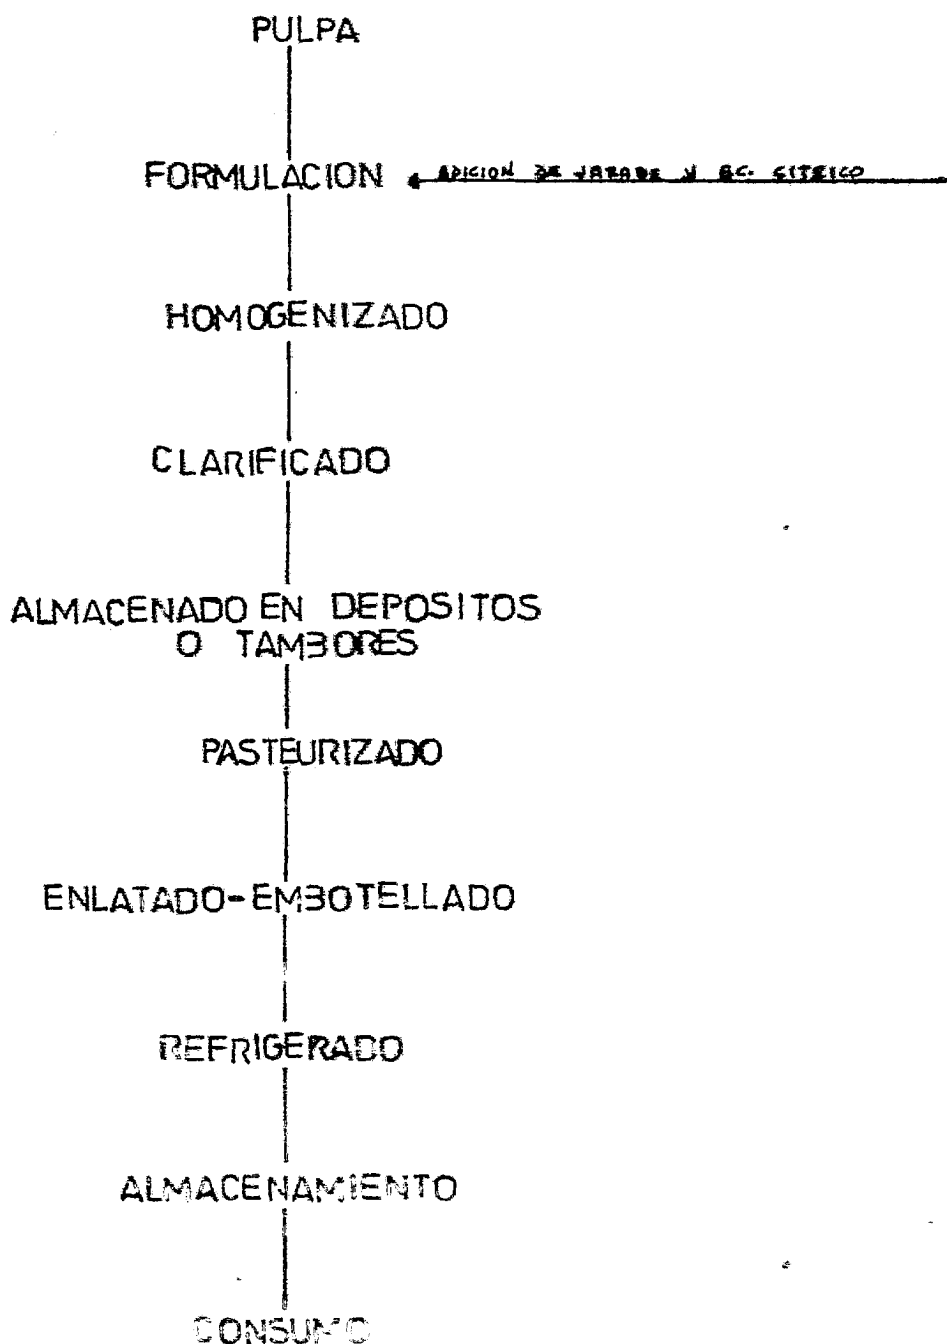 PULPA
FORMULACION
ADICION DE JARABE Y AC. CITRICO
HOMOGENIZADO
CLARIFICADO
ALMACENADO EN DEPOSITOS
O TAMBORES
PASTEURIZADO
ENLATADO-EMBOTELLADO
REFRIGERADO
ALMACENAMIENTO
CONSUMO